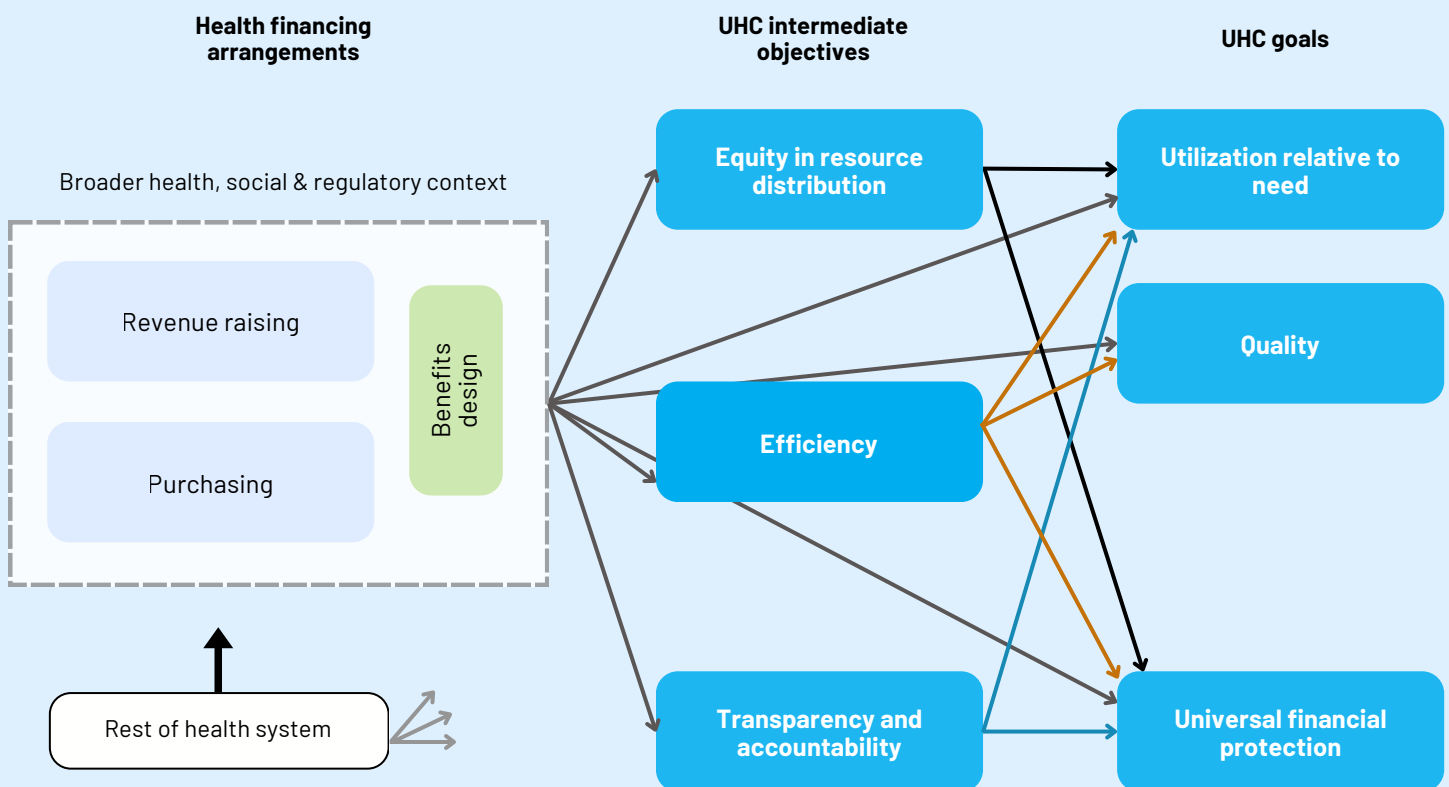 Health financing
arrangements
UHC intermediate
objectives
UHC goals
Broader health, social & regulatory context
Revenue raising
Purchasing
Benefits
design
Rest of health system
Equity in resource
distribution
Efficiency
Transparency and
accountability
Utilization relative to
need
Quality
Universal financial
protection